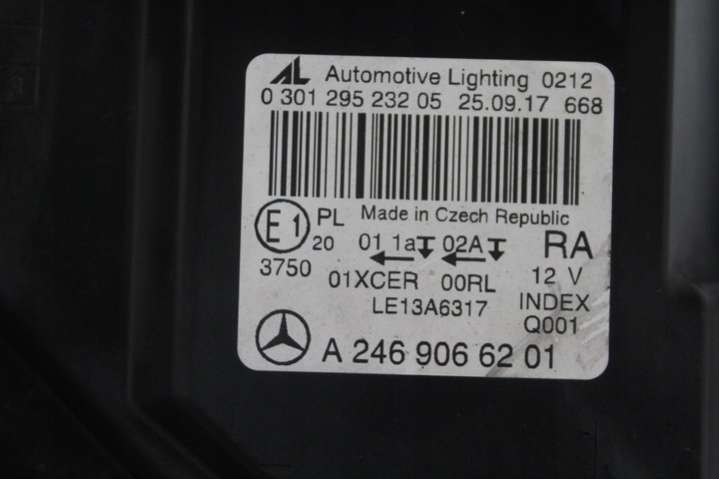 AL Automotive Lighting 0212
0 301 295 232 05 25.09.17 668
Made in Czech Republic
E1 PL 01 1a 02A RA
20
3750 01XCER 00RL 12 V
LE13A6317 INDEX
Q001
A 246 906 62 01